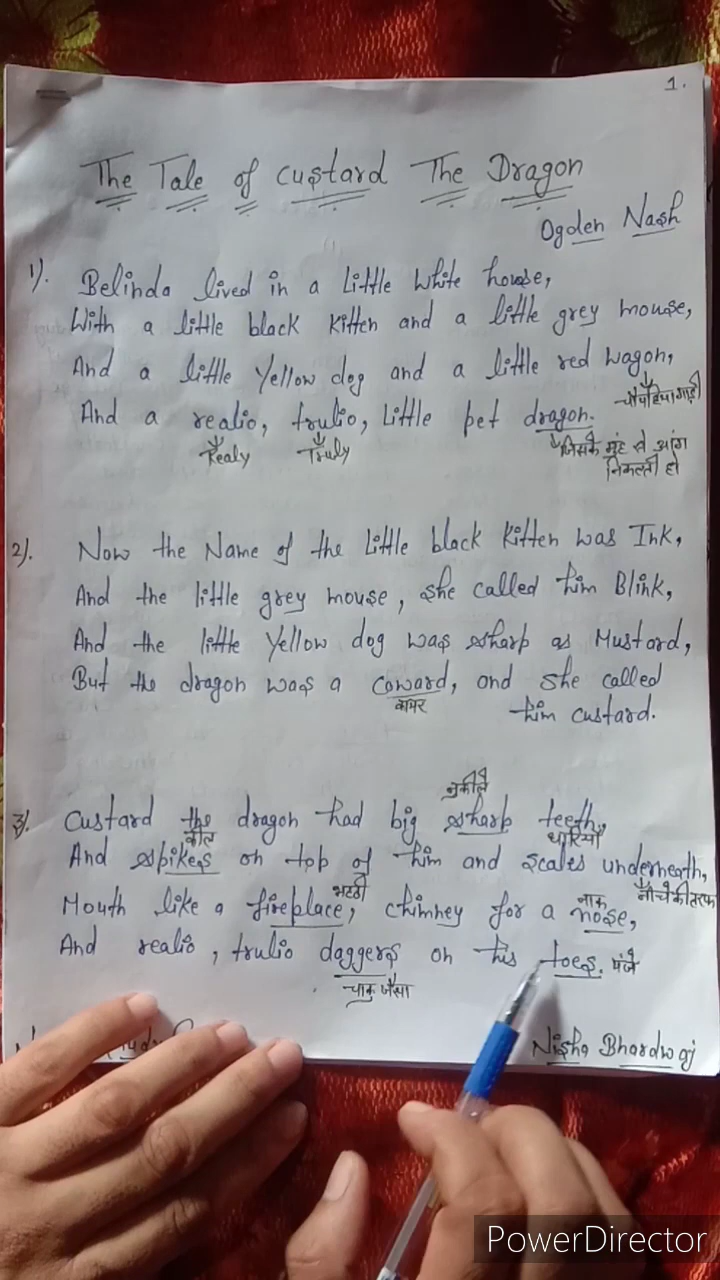 1.
The Tale of Custard The Dragon
Ogden Nash
1). Belinda lived in a little white house,
With a little black kitten and a little grey mouse,
And a little yellow dog and a little red wagon,
चौपहिया गाड़ी
And a realio, trulio, little pet dragon.
Realy Truly जिसके मुंह से आंग
निकलती हो
2). Now the Name of the little black kitten was Ink,
And the little grey mouse, she called him Blink,
And the little yellow dog was sharp as Mustard,
But the dragon was a coward, and she called
कायर him custard.
नुकीले
3). Custard the dragon had big sharp teeth,
कील धारियाँ
And spikes on top of him and scales underneath,
भट्ठी नाक नीचे की तरफ
Mouth like a fireplace, chimney for a nose,
And realio, trulio daggers on his toes. पंजे
चाकू जैसा
Nisha Bhardwaj
PowerDirector